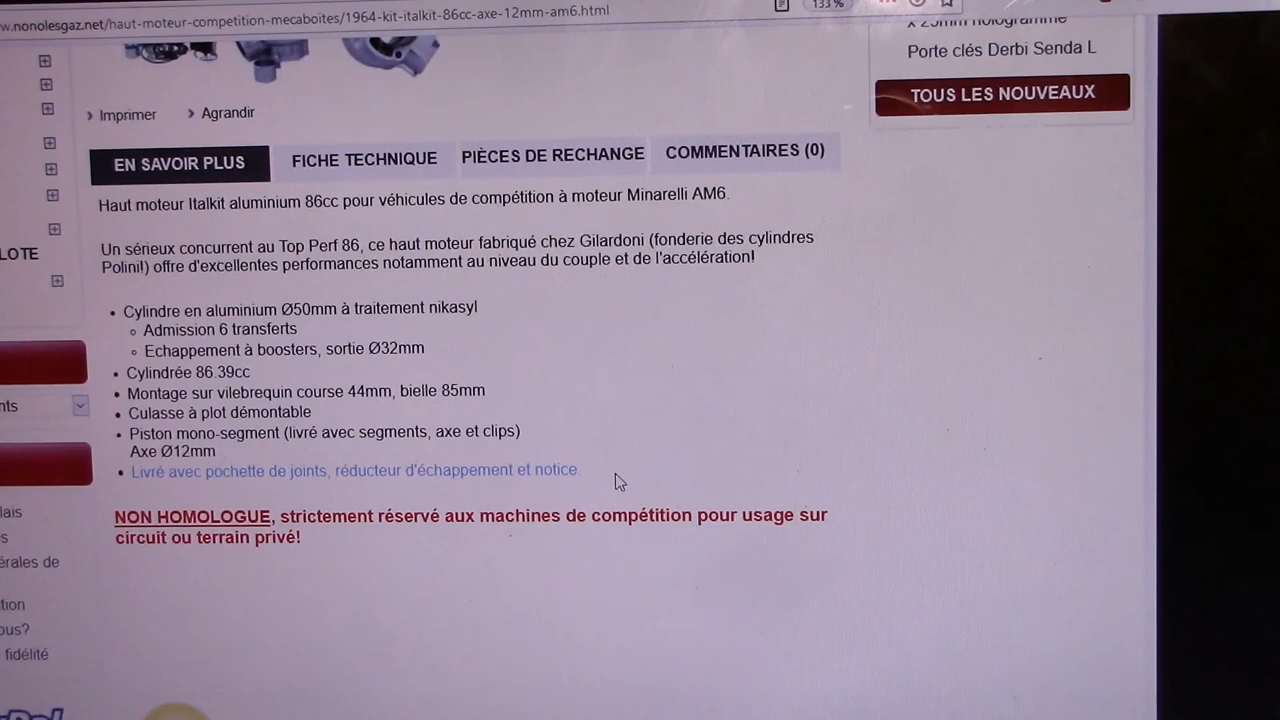 w.nonolesgaz.net/haut-moteur-competition-mecaboites/1964-kit-italkit-86cc-axe-12mm-am6.html
133 %
x 25mm hologramme
Porte clés Derbi Senda L
TOUS LES NOUVEAUX
Imprimer
Agrandir
EN SAVOIR PLUS
FICHE TECHNIQUE
PIÈCES DE RECHANGE
COMMENTAIRES (0)
Haut moteur Italkit aluminium 86cc pour véhicules de compétition à moteur Minarelli AM6.
Un sérieux concurrent au Top Perf 86, ce haut moteur fabriqué chez Gilardoni (fonderie des cylindres
Polini!) offre d'excellentes performances notamment au niveau du couple et de l'accélération!
LOTE
Cylindre en aluminium Ø50mm à traitement nikasyl
Admission 6 transferts
Echappement à boosters, sortie Ø32mm
Cylindrée 86.39cc
Montage sur vilebrequin course 44mm, bielle 85mm
nts
Culasse à plot démontable
Piston mono-segment (livré avec segments, axe et clips)
Axe Ø12mm
Livré avec pochette de joints, réducteur d'échappement et notice.
NON HOMOLOGUE, strictement réservé aux machines de compétition pour usage sur
circuit ou terrain privé!
lais
s
érales de
tion
ous?
fidélité